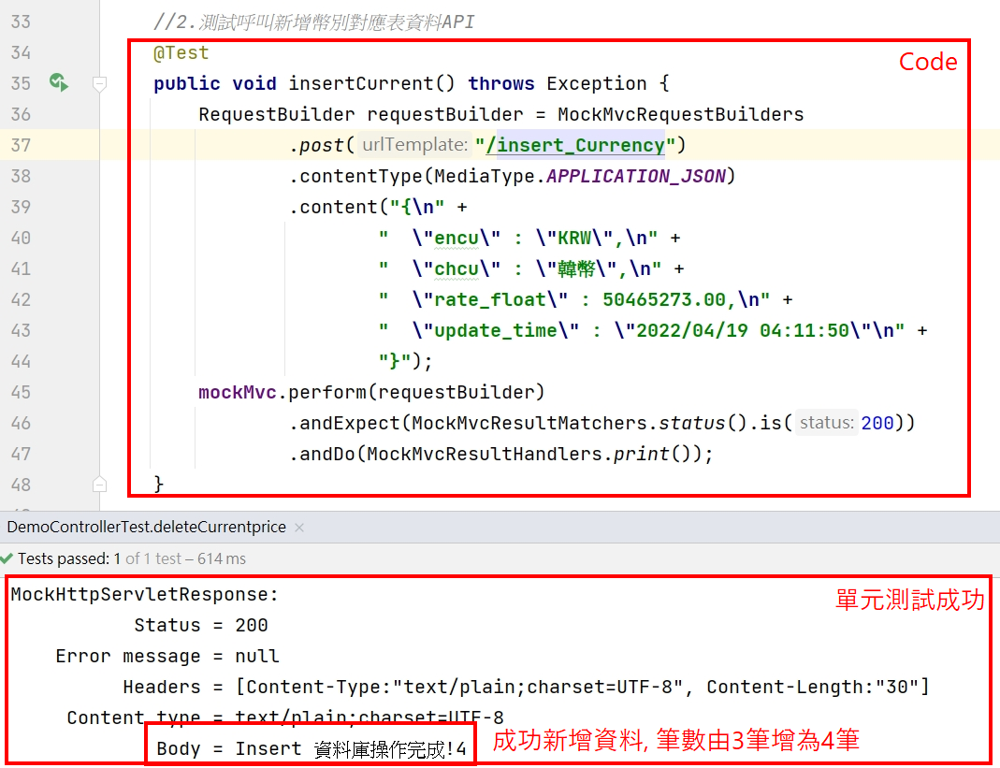 33 //2.測試呼叫新增幣別對應表資料API
34 @Test
Code
35 public void insertCurrent() throws Exception {
36 RequestBuilder requestBuilder = MockMvcRequestBuilders
37 .post( urlTemplate: "/insert_Currency")
38 .contentType(MediaType.APPLICATION_JSON)
39 .content("{\n" +
40 "  \"encu\" : \"KRW\",\n" +
41 "  \"chcu\" : \"韓幣\",\n" +
42 "  \"rate_float\" : 50465273.00,\n" +
43 "  \"update_time\" : \"2022/04/19 04:11:50\"\n" +
44 "}");
45 mockMvc.perform(requestBuilder)
46 .andExpect(MockMvcResultMatchers.status().is( status: 200))
47 .andDo(MockMvcResultHandlers.print());
48 }
DemoControllerTest.deleteCurrentprice ×
Tests passed: 1 of 1 test – 614 ms
MockHttpServletResponse:
單元測試成功
Status = 200
Error message = null
Headers = [Content-Type:"text/plain;charset=UTF-8", Content-Length:"30"]
Content type = text/plain;charset=UTF-8
Body = Insert 資料庫操作完成!4
成功新增資料, 筆數由3筆增為4筆